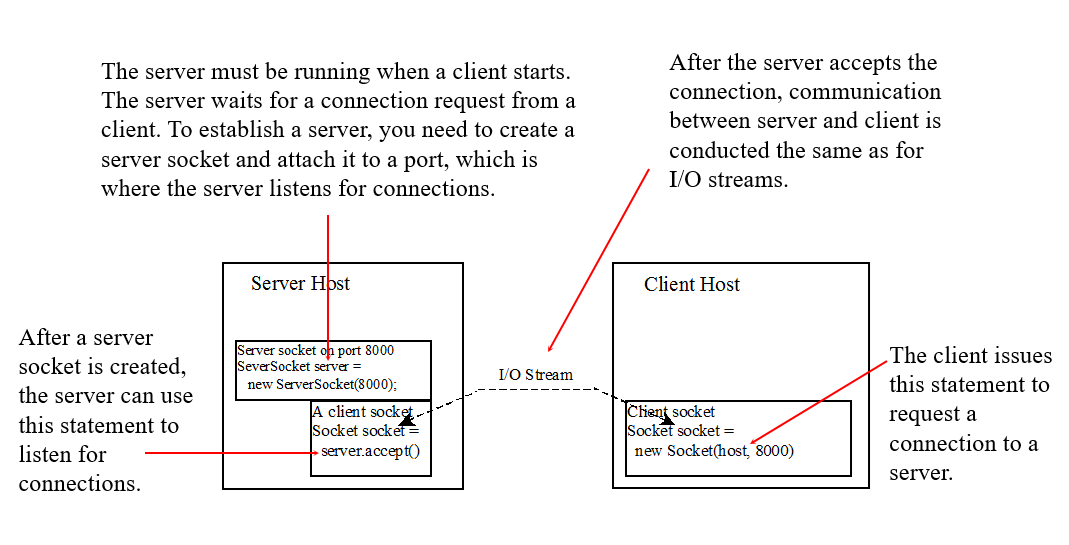 The server must be running when a client starts.
The server waits for a connection request from a
client. To establish a server, you need to create a
server socket and attach it to a port, which is
where the server listens for connections.
After the server accepts the
connection, communication
between server and client is
conducted the same as for
I/O streams.
Server Host
Client Host
After a server
socket is created,
the server can use
this statement to
listen for
connections.
Server socket on port 8000
SeverSocket server =
new ServerSocket(8000);
A client socket
Socket socket =
server.accept()
I/O Stream
Client socket
Socket socket =
new Socket(host, 8000)
The client issues
this statement to
request a
connection to a
server.